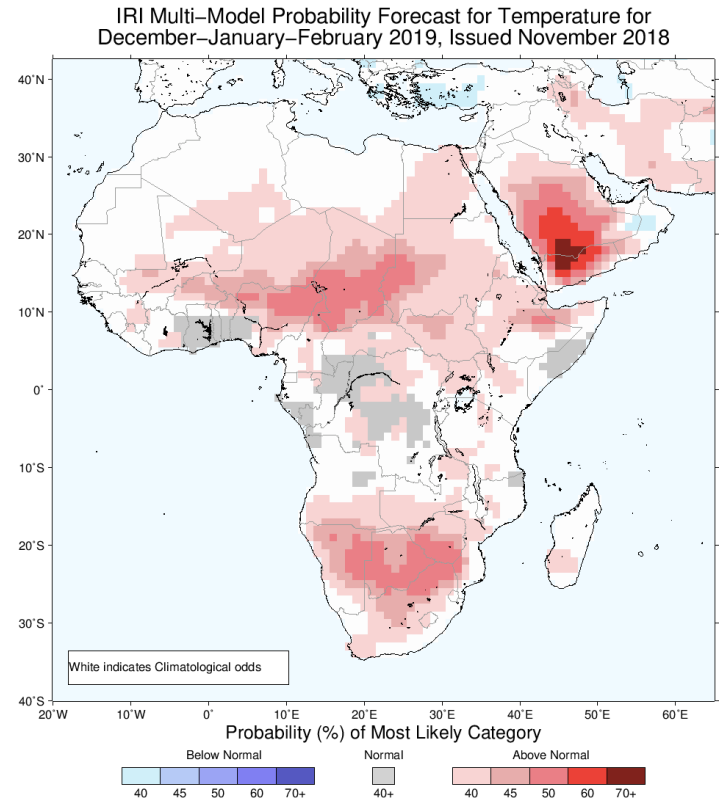 IRI Multi−Model Probability Forecast for Temperature for
December−January−February 2019, Issued November 2018
40˚N
30˚N
20˚N
10˚N
0˚
10˚S
20˚S
30˚S
40˚S
White indicates Climatological odds
20˚W 10˚W 0˚ 10˚E 20˚E 30˚E 40˚E 50˚E 60˚E
Probability (%) of Most Likely Category
Below Normal Normal Above Normal
40 45 50 60 70+ 40+ 40 45 50 60 70+